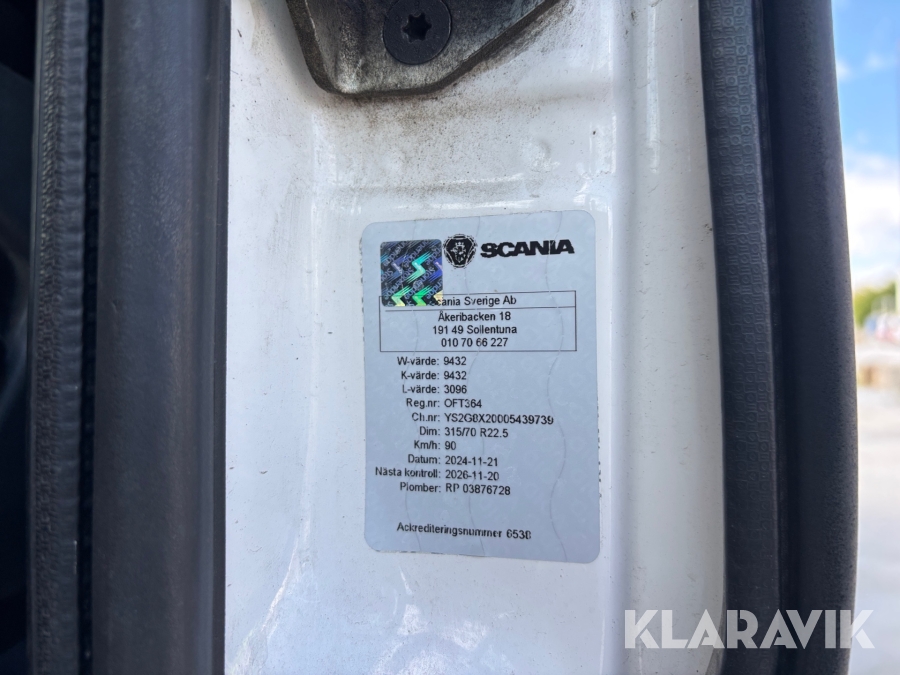 SCANIA
Scania Sverige Ab
Åkeribacken 18
191 49 Sollentuna
010 70 66 227
W-värde: 9432
K-värde: 9432
L-värde: 3096
Reg.nr: OFT364
Ch.nr: YS2G8X20005439739
Dim: 315/70 R22.5
Km/h: 90
Datum: 2024-11-21
Nästa kontroll: 2026-11-20
Plomber: RP 03876728
Ackrediteringsnummer 6538
KLARAVIK